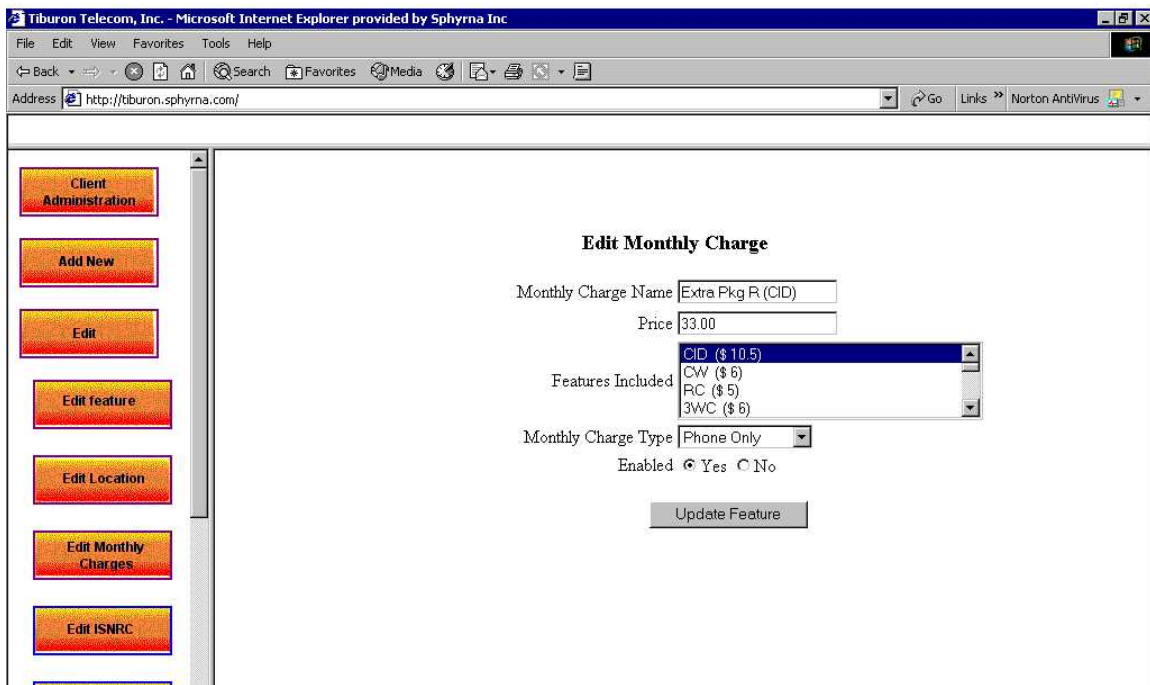 Tiburon Telecom, Inc. - Microsoft Internet Explorer provided by Sphyrna Inc
File Edit View Favorites Tools Help
Back Search Favorites Media
Address http://tiburon.sphyrna.com/ Go Links » Norton AntiVirus
Client
Administration
Add New
Edit
Edit feature
Edit Location
Edit Monthly
Charges
Edit ISNRC
Edit Monthly Charge
Monthly Charge Name Extra Pkg R (CID)
Price 33.00
Features Included
CID ($ 10.5)
CW ($ 6)
RC ($ 5)
3WC ($ 6)
Monthly Charge Type Phone Only
Enabled Yes No
Update Feature